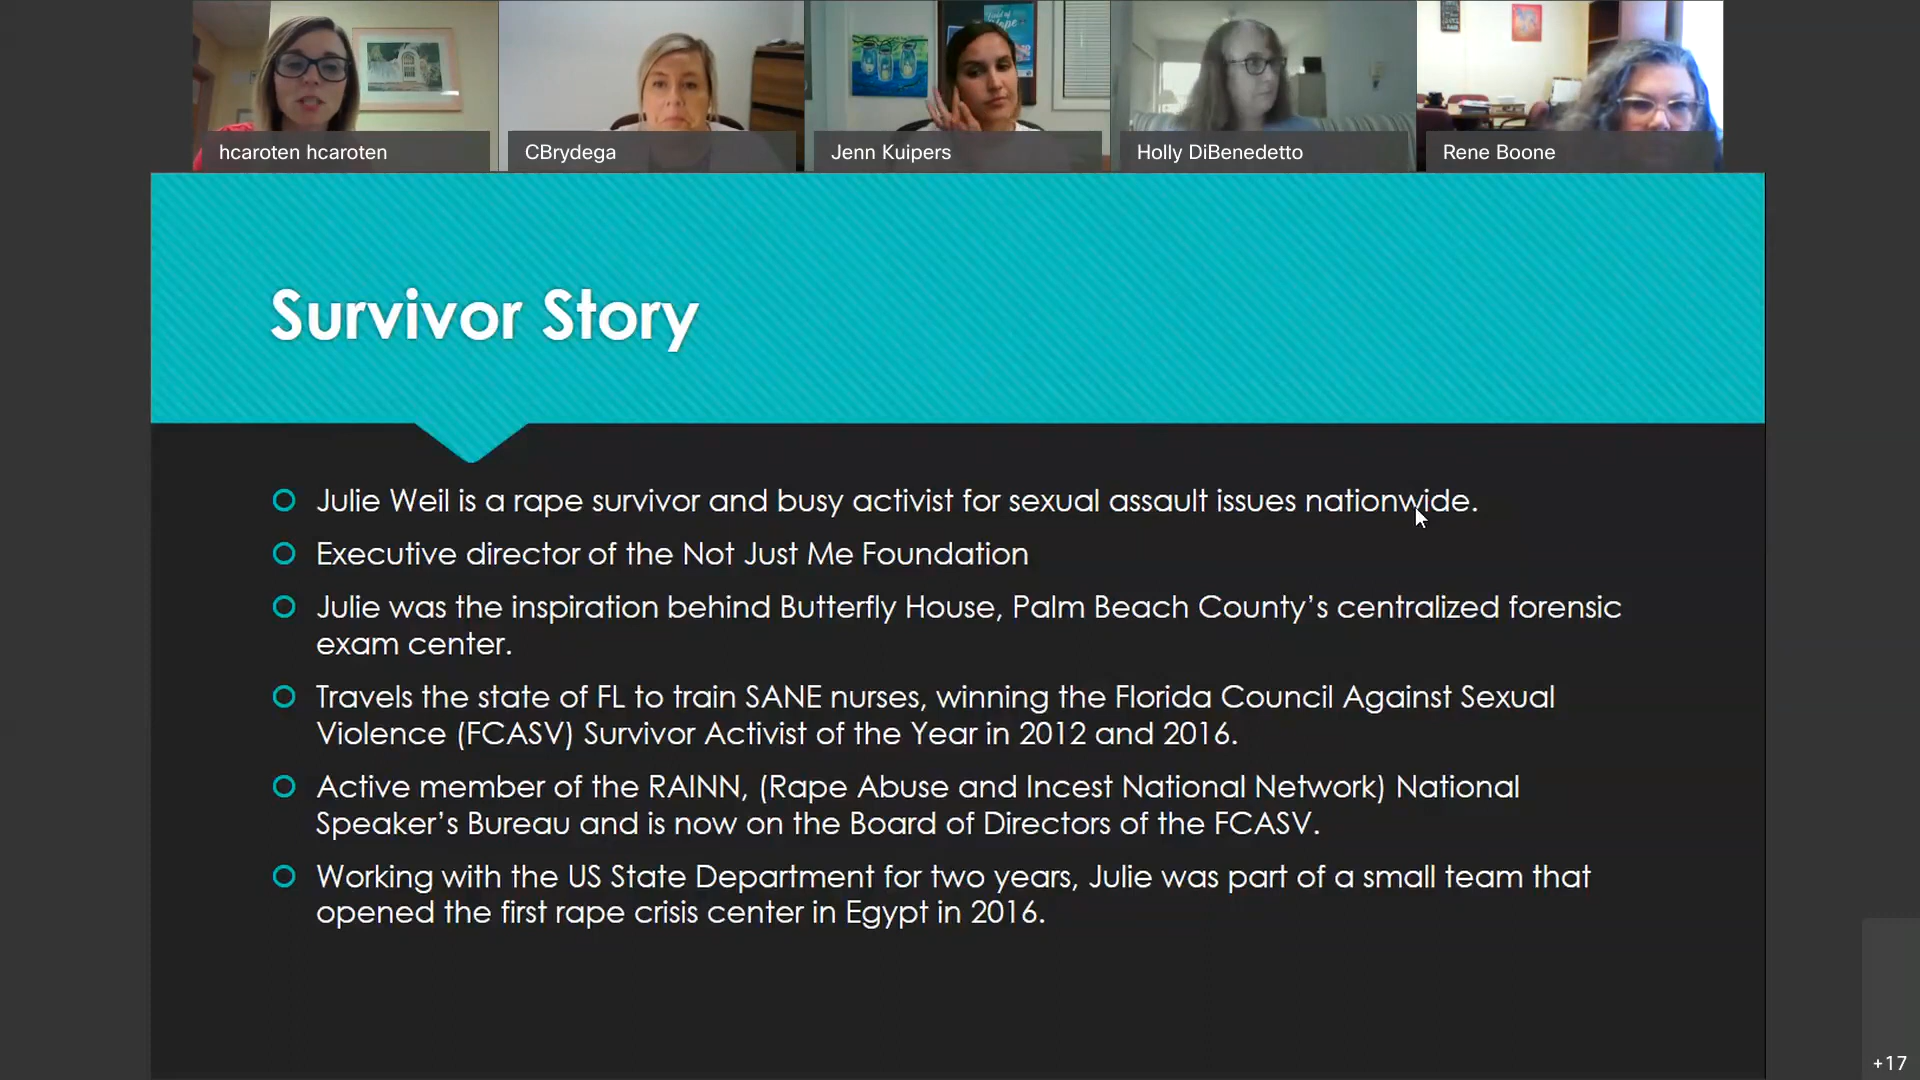 hcaroten hcaroten
CBrydega
Jenn Kuipers
Holly DiBenedetto
Rene Boone
Survivor Story
Julie Weil is a rape survivor and busy activist for sexual assault issues nationwide.
Executive director of the Not Just Me Foundation
Julie was the inspiration behind Butterfly House, Palm Beach County’s centralized forensic
exam center.
Travels the state of FL to train SANE nurses, winning the Florida Council Against Sexual
Violence (FCASV) Survivor Activist of the Year in 2012 and 2016.
Active member of the RAINN, (Rape Abuse and Incest National Network) National
Speaker’s Bureau and is now on the Board of Directors of the FCASV.
Working with the US State Department for two years, Julie was part of a small team that
opened the first rape crisis center in Egypt in 2016.
+17